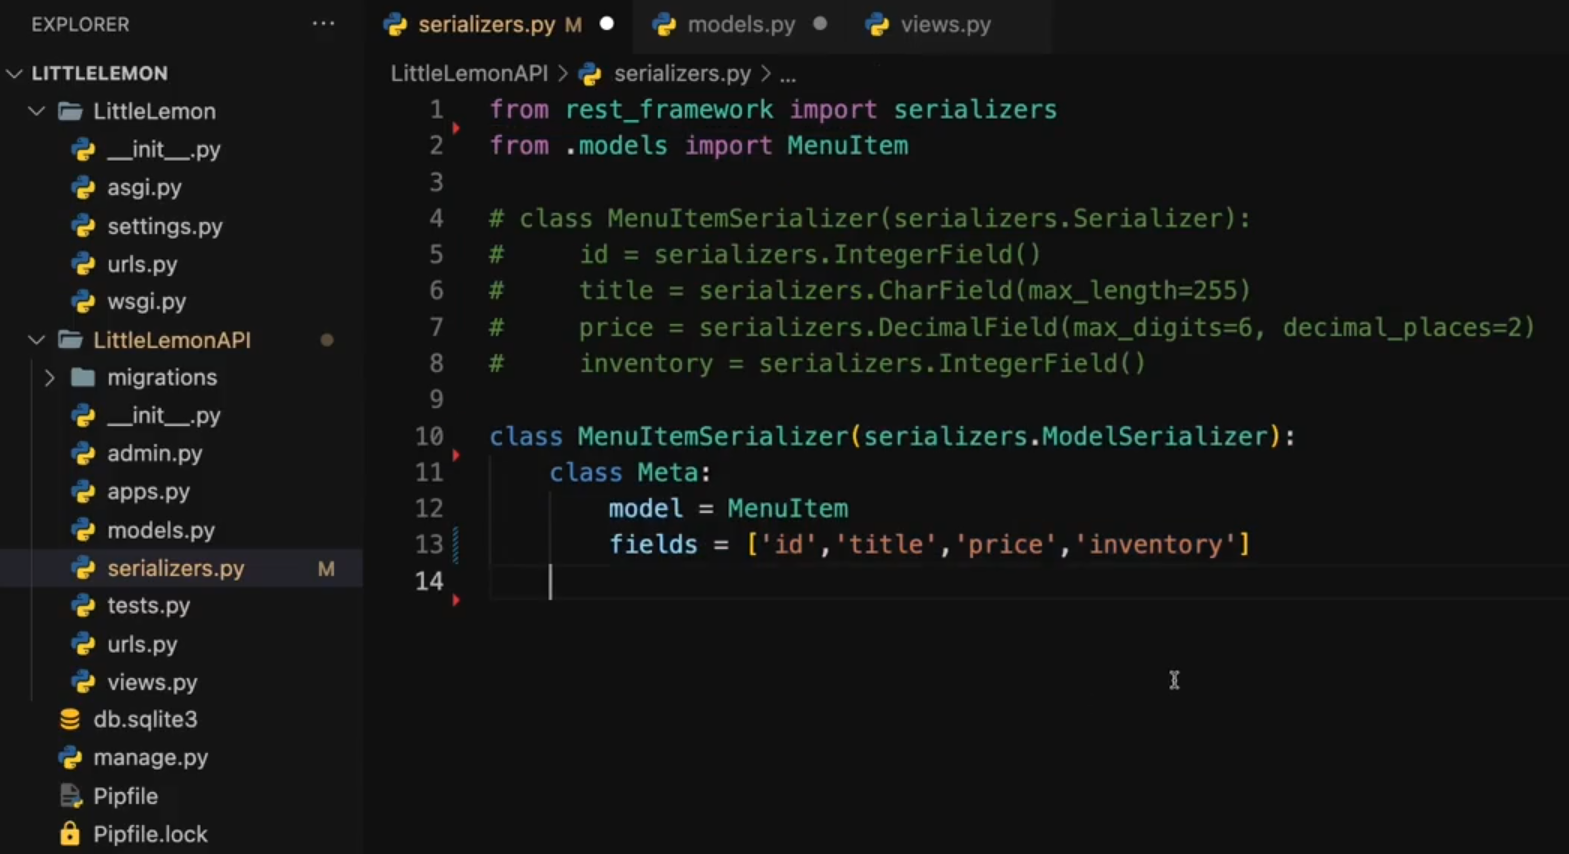 EXPLORER
LITTLELEMON
LittleLemon
__init__.py
asgi.py
settings.py
urls.py
wsgi.py
LittleLemonAPI
migrations
__init__.py
admin.py
apps.py
models.py
serializers.py M
tests.py
urls.py
views.py
db.sqlite3
manage.py
Pipfile
Pipfile.lock
serializers.py M models.py views.py
LittleLemonAPI > serializers.py > ...
1 from rest_framework import serializers
2 from .models import MenuItem
3
4 # class MenuItemSerializer(serializers.Serializer):
5 #     id = serializers.IntegerField()
6 #     title = serializers.CharField(max_length=255)
7 #     price = serializers.DecimalField(max_digits=6, decimal_places=2)
8 #     inventory = serializers.IntegerField()
9
10 class MenuItemSerializer(serializers.ModelSerializer):
11     class Meta:
12         model = MenuItem
13         fields = ['id','title','price','inventory']
14